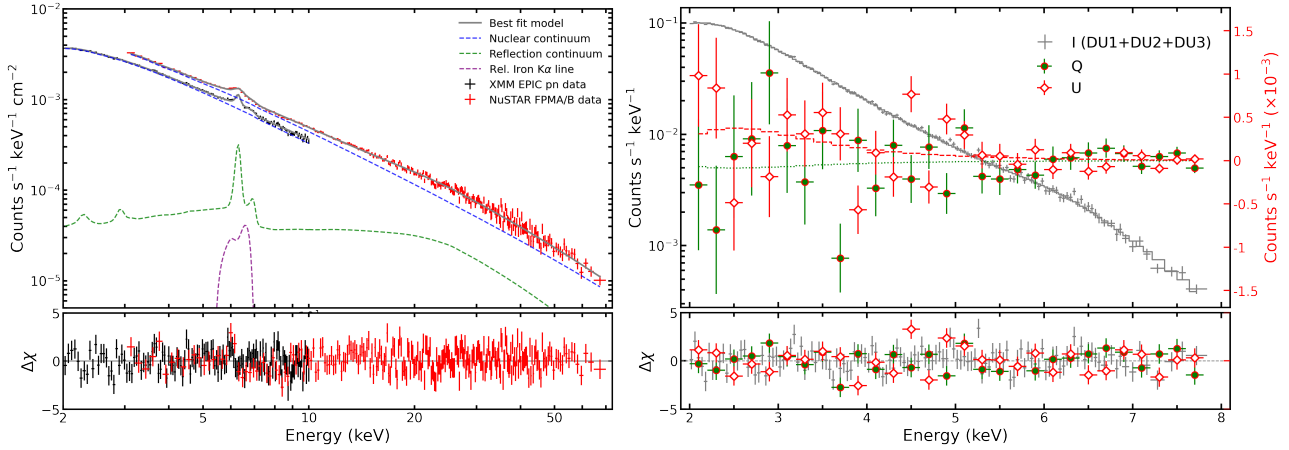 10⁻²
10⁻³
10⁻⁴
10⁻⁵
Counts s⁻¹ keV⁻¹ cm⁻²
Best fit model
Nuclear continuum
Reflection continuum
Rel. Iron Kα line
XMM EPIC pn data
NuSTAR FPMA/B data
5
0
−5
Δχ
2
5
10
20
50
Energy (keV)
10⁻¹
10⁻²
10⁻³
Counts s⁻¹ keV⁻¹
I (DU1+DU2+DU3)
Q
U
1.5
1
0.5
0
-0.5
-1
-1.5
Counts s⁻¹ keV⁻¹ (×10⁻³)
5
0
−5
Δχ
2
3
4
5
6
7
8
Energy (keV)